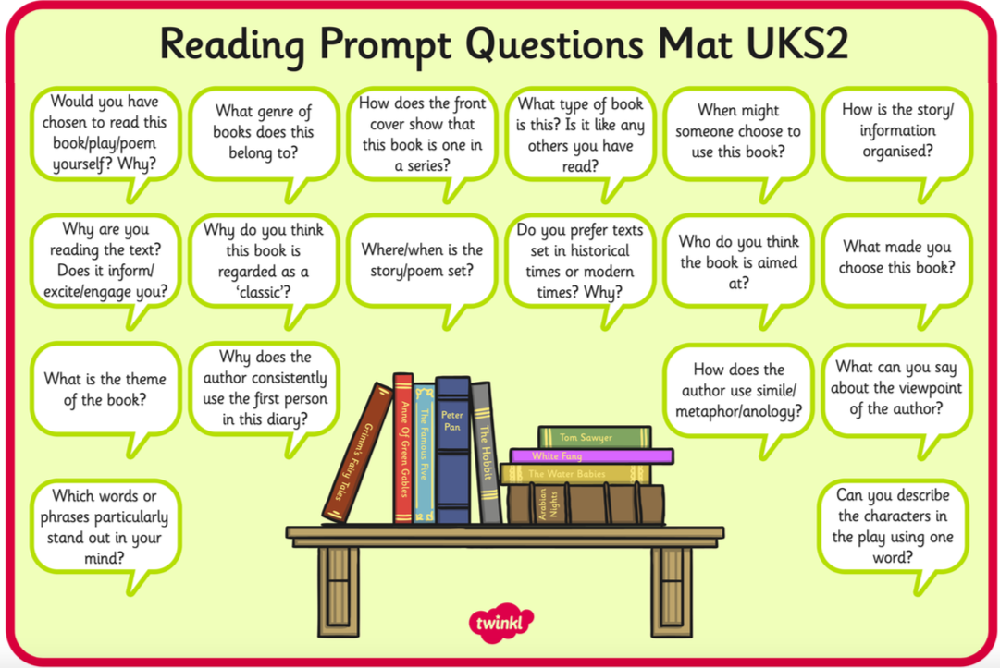 Reading Prompt Questions Mat UKS2
Would you have
chosen to read this
book/play/poem
yourself? Why?
What genre of
books does this
belong to?
How does the front
cover show that
this book is one in
a series?
What type of book
is this? Is it like any
others you have
read?
When might
someone choose to
use this book?
How is the story/
information
organised?
Why are you
reading the text?
Does it inform/
excite/engage you?
Why do you think
this book is
regarded as a
‘classic’?
Where/when is the
story/poem set?
Do you prefer texts
set in historical
times or modern
times? Why?
Who do you think
the book is aimed
at?
What made you
choose this book?
What is the theme
of the book?
Why does the
author consistently
use the first person
in this diary?
How does the
author use simile/
metaphor/anology?
What can you say
about the viewpoint
of the author?
Grimm's Fairy Tales
Anne Of Green Gables
The Famous Five
Peter
Pan
The Hobbit
Tom Sawyer
White Fang
The Water Babies
Arabian
Nights
Which words or
phrases particularly
stand out in your
mind?
Can you describe
the characters in
the play using one
word?
twinkl